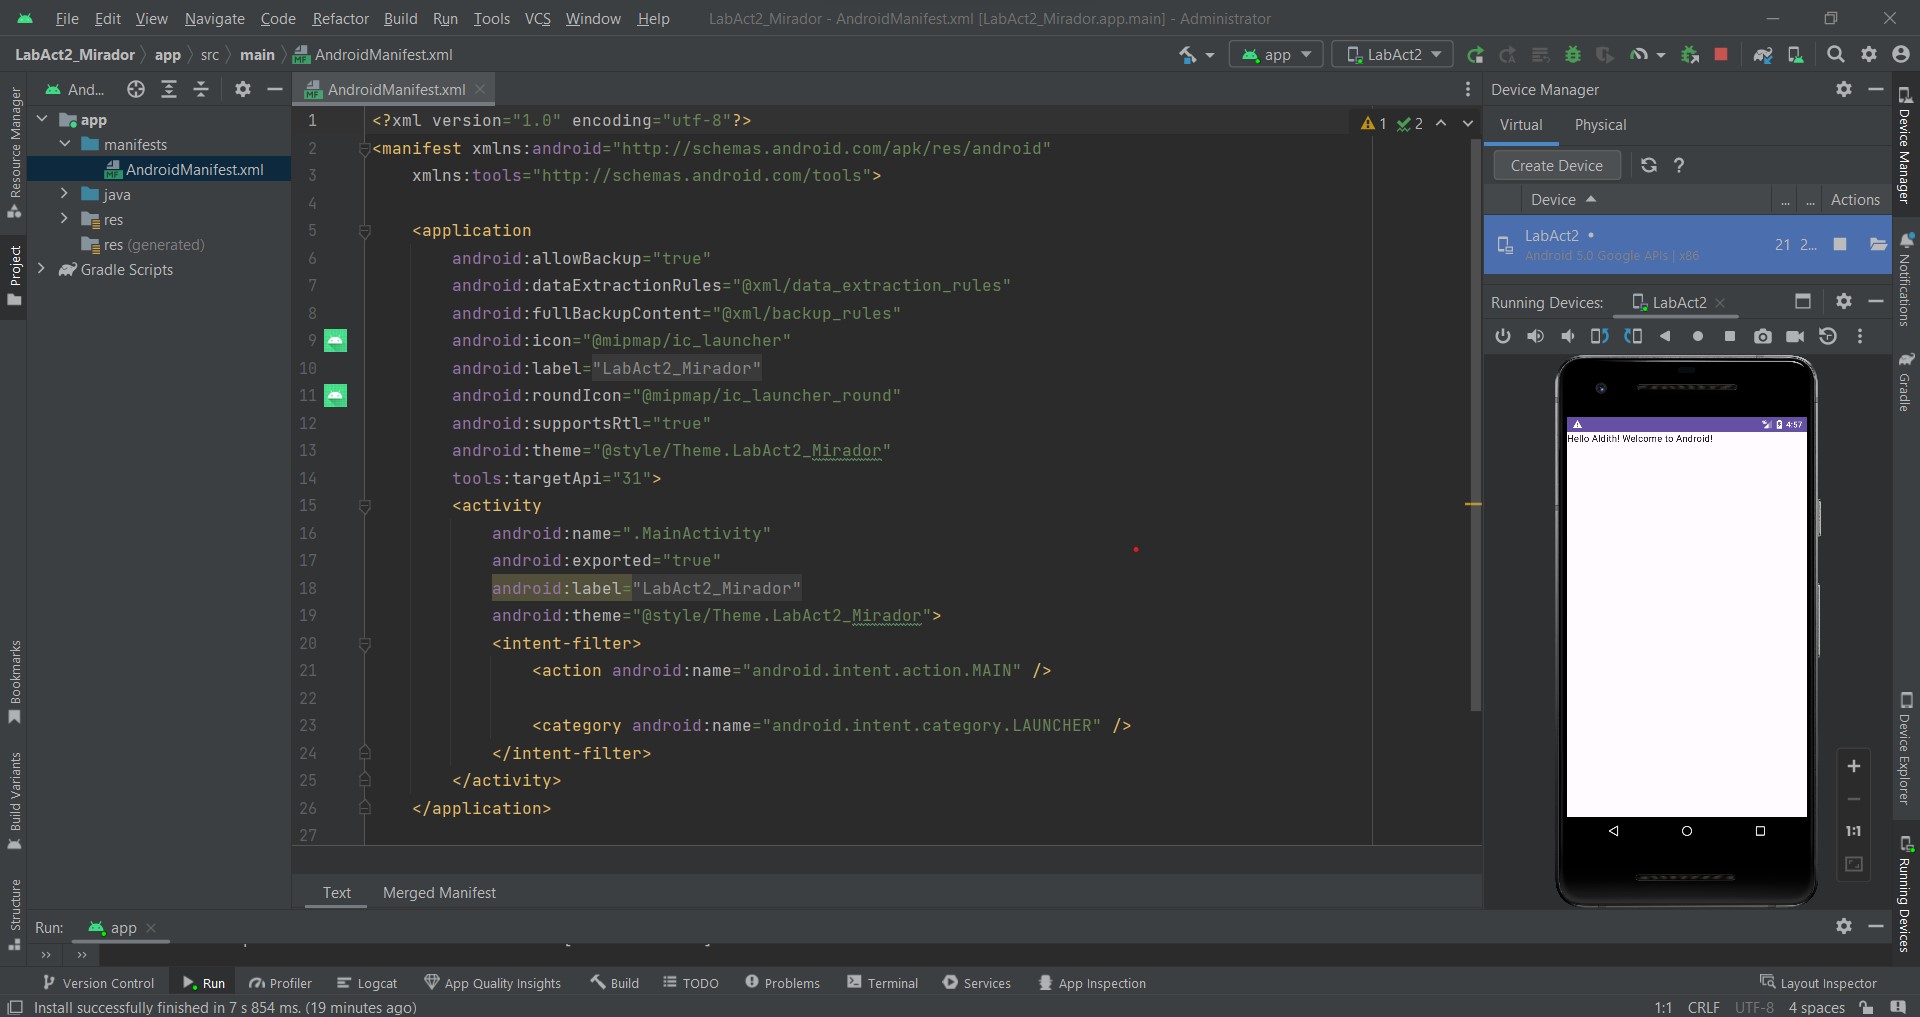 File Edit View Navigate Code Refactor Build Run Tools VCS Window Help LabAct2_Mirador - AndroidManifest.xml [LabAct2_Mirador.app.main] - Administrator
LabAct2_Mirador app src main AndroidManifest.xml app LabAct2
And...
AndroidManifest.xml
Resource Manager
Project
Bookmarks
Build Variants
Structure
app
manifests
AndroidManifest.xml
java
res
res (generated)
Gradle Scripts
1 2
1 <?xml version="1.0" encoding="utf-8"?>
2 <manifest xmlns:android="http://schemas.android.com/apk/res/android"
3 xmlns:tools="http://schemas.android.com/tools">
4
5 <application
6 android:allowBackup="true"
7 android:dataExtractionRules="@xml/data_extraction_rules"
8 android:fullBackupContent="@xml/backup_rules"
9 android:icon="@mipmap/ic_launcher"
10 android:label="LabAct2_Mirador"
11 android:roundIcon="@mipmap/ic_launcher_round"
12 android:supportsRtl="true"
13 android:theme="@style/Theme.LabAct2_Mirador"
14 tools:targetApi="31">
15 <activity
16 android:name=".MainActivity"
17 android:exported="true"
18 android:label="LabAct2_Mirador"
19 android:theme="@style/Theme.LabAct2_Mirador">
20 <intent-filter>
21 <action android:name="android.intent.action.MAIN" />
22
23 <category android:name="android.intent.category.LAUNCHER" />
24 </intent-filter>
25 </activity>
26 </application>
27
Text Merged Manifest
Device Manager
Virtual Physical
Create Device ?
Device ... ... Actions
LabAct2 21 2...
Android 5.0 Google APIs | x86
Running Devices: LabAct2
4:57
Hello Aldith! Welcome to Android!
1:1
Device Manager
Notifications
Gradle
Device Explorer
Running Devices
Run: app
Version Control Run Profiler Logcat App Quality Insights Build TODO Problems Terminal Services App Inspection Layout Inspector
Install successfully finished in 7 s 854 ms. (19 minutes ago) 1:1 CRLF UTF-8 4 spaces